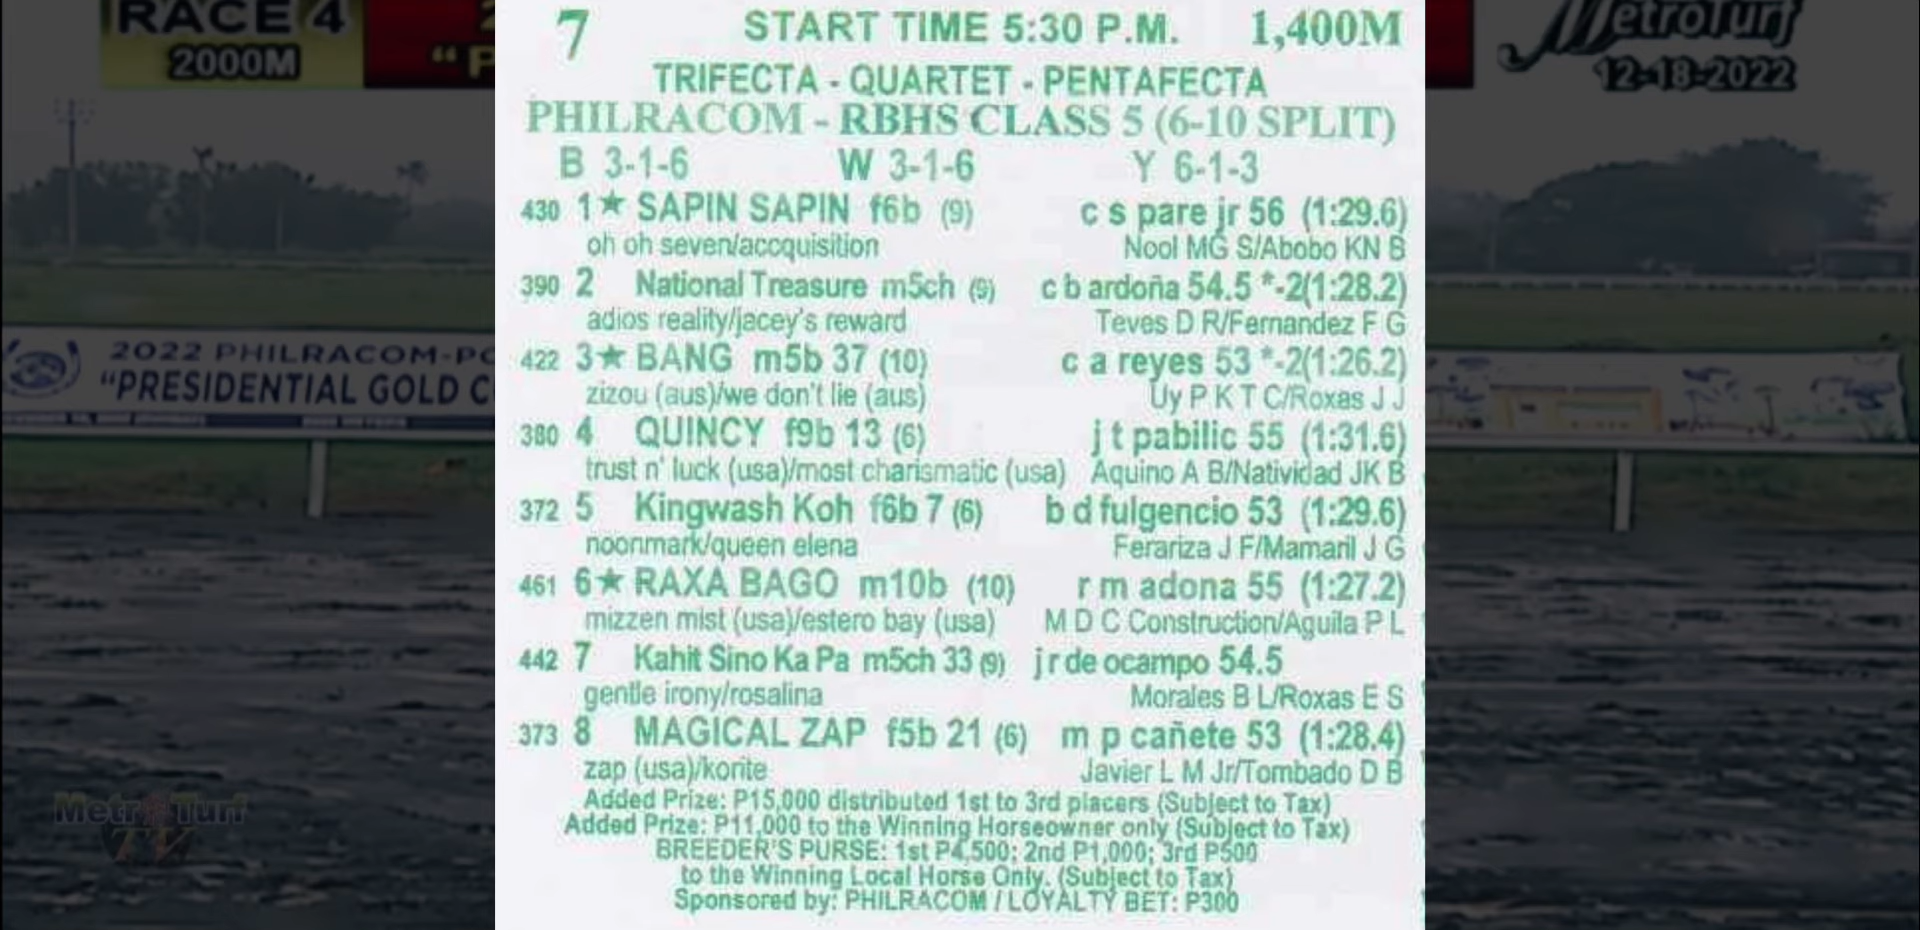 RACE 4
2000M
"P
MetroTurf
12-18-2022
2022 PHILRACOM-PC
"PRESIDENTIAL GOLD C
7 START TIME 5:30 P.M. 1,400M
TRIFECTA - QUARTET - PENTAFECTA
PHILRACOM - RBHS CLASS 5 (6-10 SPLIT)
B 3-1-6 W 3-1-6 Y 6-1-3
430 1★ SAPIN SAPIN f6b (9) c s pare jr 56 (1:29.6)
oh oh seven/accquisition Nool MG S/Abobo KN B
390 2 National Treasure m5ch (9) c b ardoña 54.5 *-2(1:28.2)
adios reality/jacey's reward Teves D R/Fernandez F G
422 3★ BANG m5b 37 (10) c a reyes 53 *-2(1:26.2)
zizou (aus)/we don't lie (aus) Uy P K T C/Roxas J J
380 4 QUINCY f9b 13 (6) j t pabilic 55 (1:31.6)
trust n' luck (usa)/most charismatic (usa) Aquino A B/Natividad JK B
372 5 Kingwash Koh f6b 7 (6) b d fulgencio 53 (1:29.6)
noonmark/queen elena Ferariza J F/Mamaril J G
461 6★ RAXA BAGO m10b (10) r m adona 55 (1:27.2)
mizzen mist (usa)/estero bay (usa) M D C Construction/Aguila P L
442 7 Kahit Sino Ka Pa m5ch 33 (9) j r de ocampo 54.5
gentle irony/rosalina Morales B L/Roxas E S
373 8 MAGICAL ZAP f5b 21 (6) m p cañete 53 (1:28.4)
zap (usa)/korite Javier L M Jr/Tombado D B
Added Prize: P15,000 distributed 1st to 3rd placers (Subject to Tax)
Added Prize: P11,000 to the Winning Horseowner only (Subject to Tax)
BREEDER'S PURSE: 1st P4,500; 2nd P1,000; 3rd P500
to the Winning Local Horse Only. (Subject to Tax)
Sponsored by: PHILRACOM / LOYALTY BET: P300
MetroTurf
TV